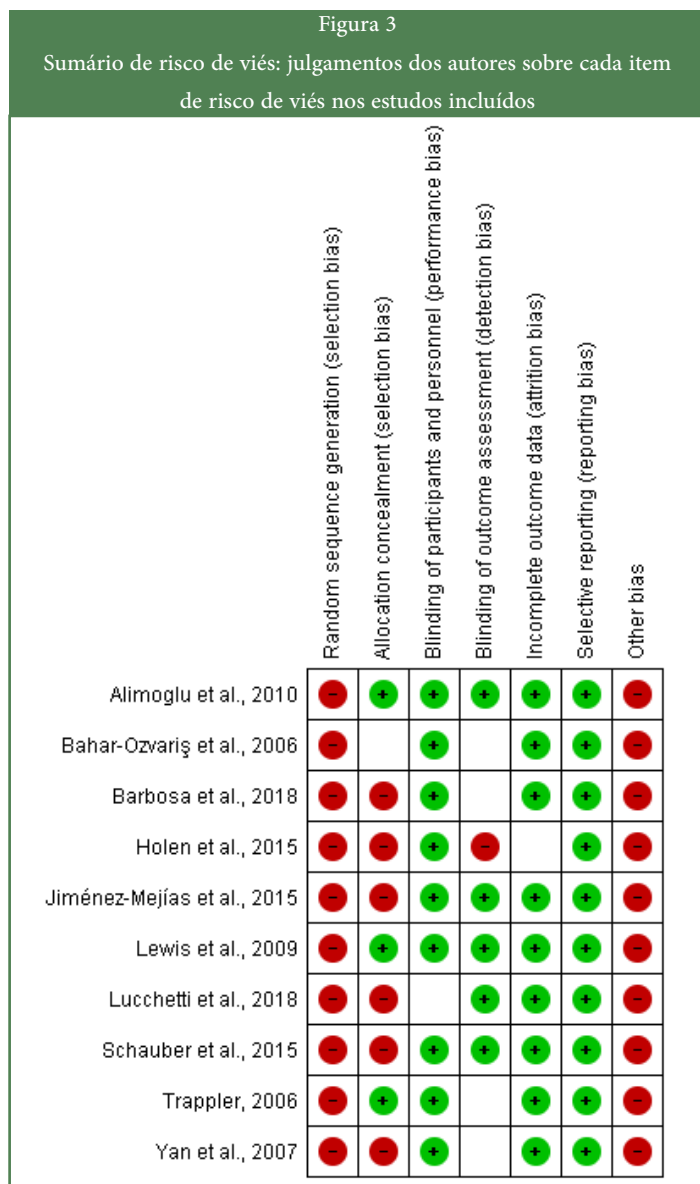 Figura 3
Sumário de risco de viés: julgamentos dos autores sobre cada item
de risco de viés nos estudos incluídos
Random sequence generation (selection bias)
Allocation concealment (selection bias)
Blinding of participants and personnel (performance bias)
Blinding of outcome assessment (detection bias)
Incomplete outcome data (attrition bias)
Selective reporting (reporting bias)
Other bias
Alimoglu et al., 2010 - + + + + + -
Bahar-Ozvariş et al., 2006 - + + + -
Barbosa et al., 2018 - - + + + -
Holen et al., 2015 - - + - + -
Jiménez-Mejías et al., 2015 - - + + + + -
Lewis et al., 2009 - + + + + + -
Lucchetti et al., 2018 - - + + + -
Schauber et al., 2015 - - + + + + -
Trappler, 2006 - + + + + -
Yan et al., 2007 - - + + + -